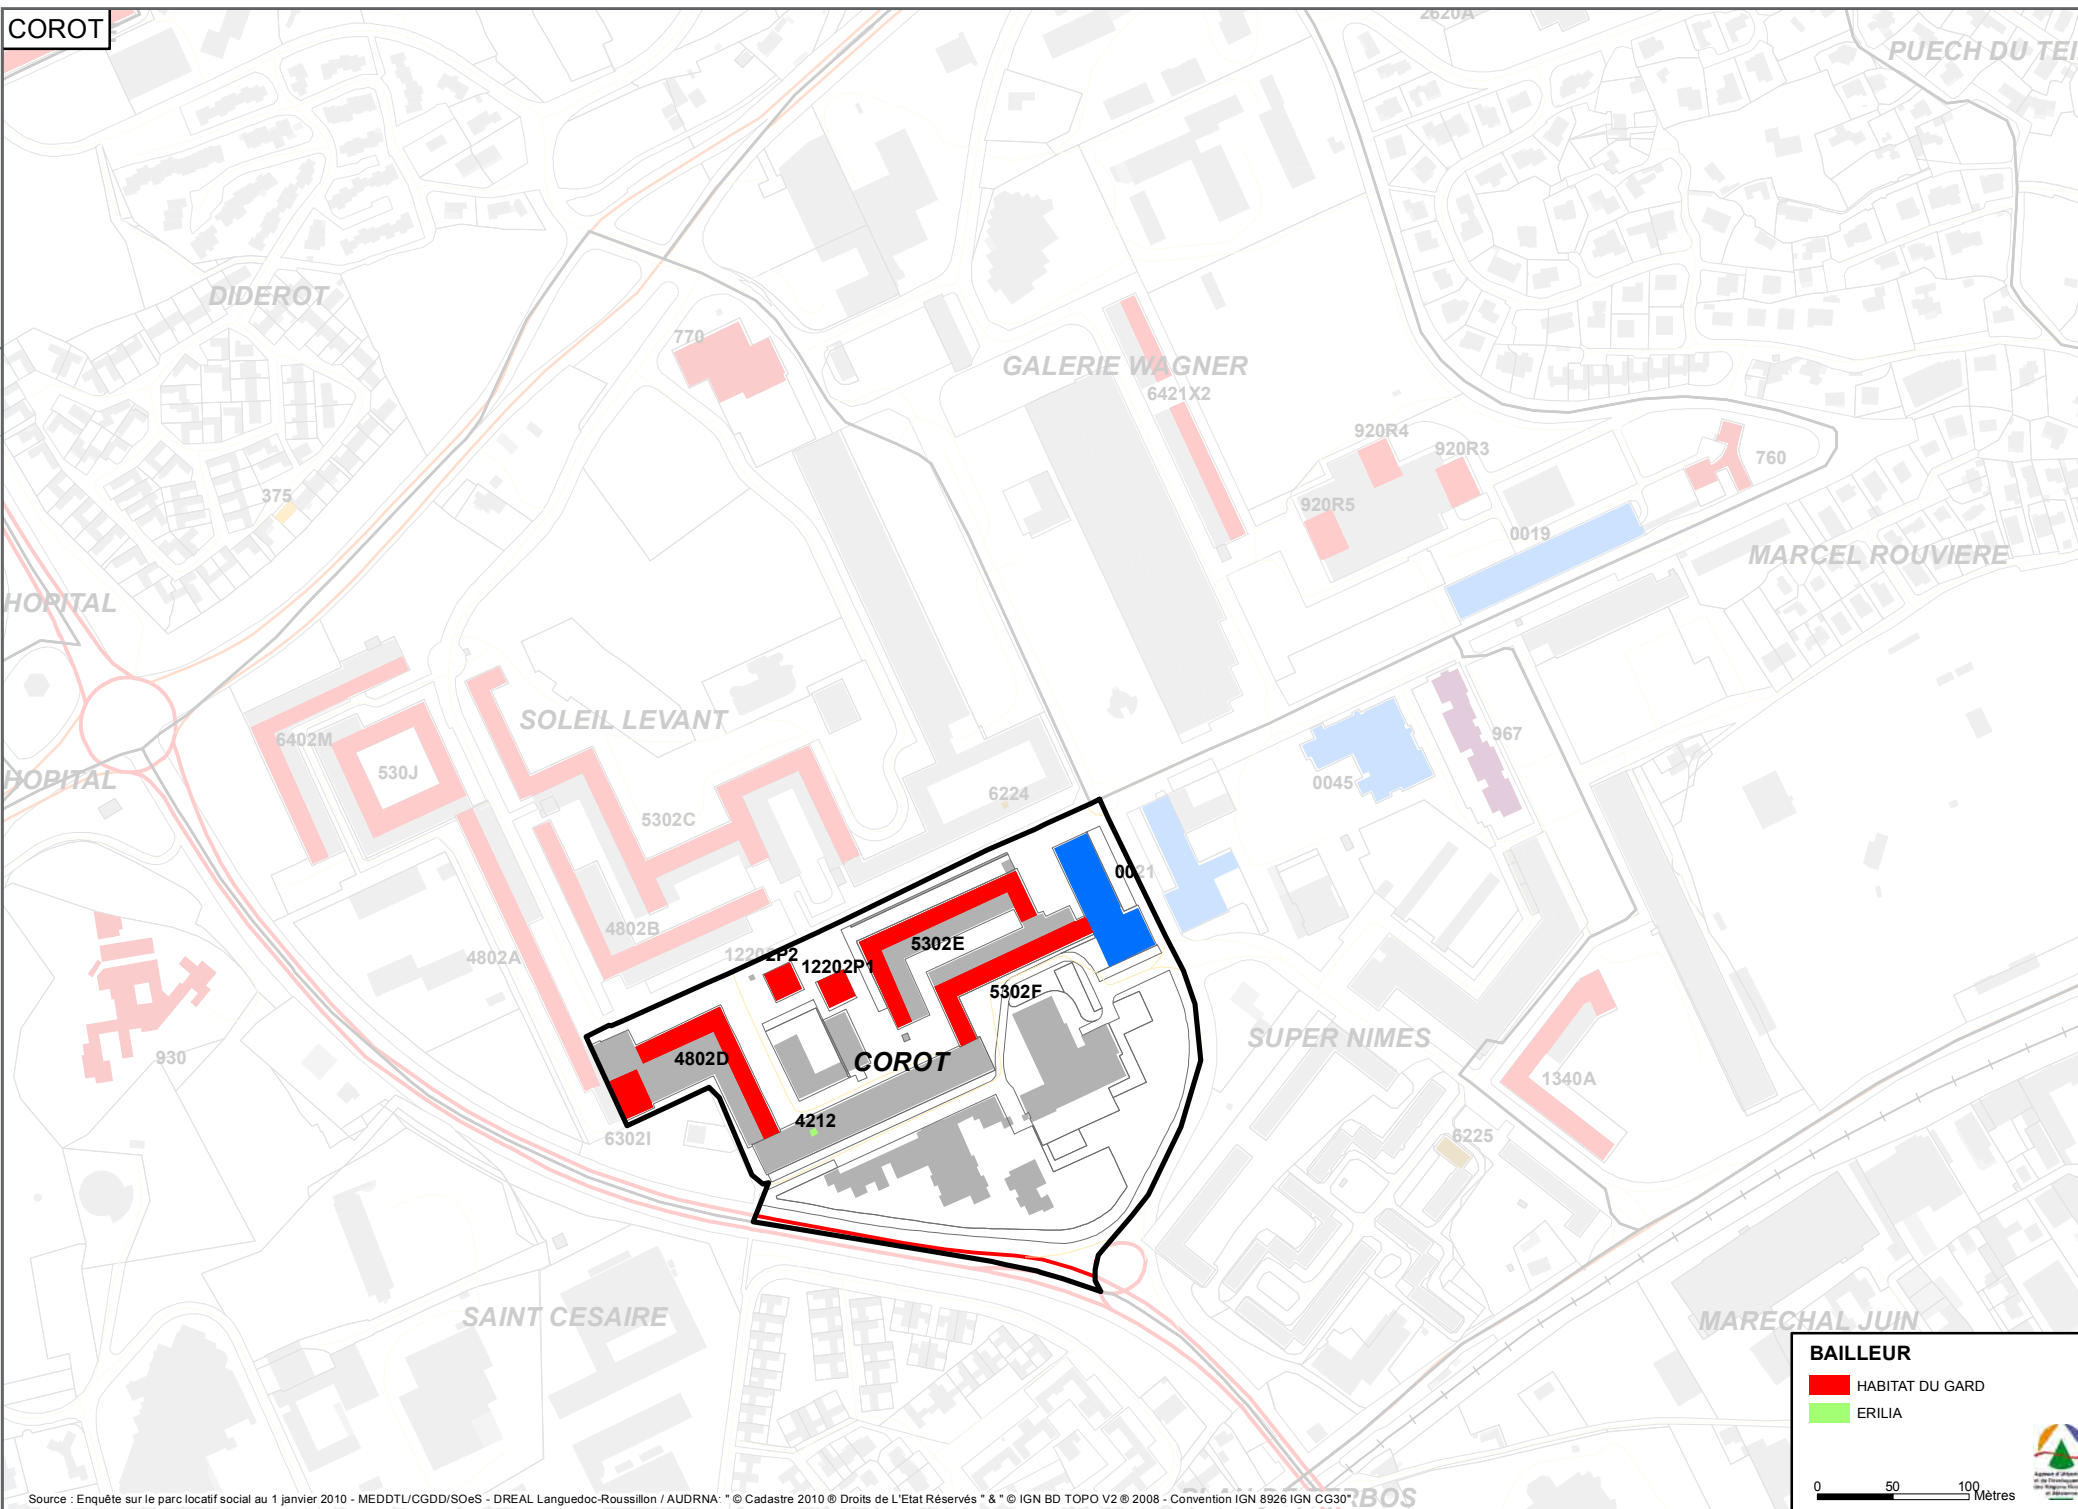 COROT
2620A
PUECH DU TEI
DIDEROT
770
GALERIE WAGNER
6421X2
920R4
920R3
760
375
920R5
0019
MARCEL ROUVIERE
HOPITAL
SOLEIL LEVANT
6402M
967
530J
HOPITAL
0045
6224
5302C
0021
4802B
5302E
4802A
12202P2
12202P1
5302F
SUPER NIMES
930
4802D
COROT
1340A
4212
6302I
6225
SAINT CESAIRE
MARECHAL JUIN
BAILLEUR
HABITAT DU GARD
ERILIA
0 50 100
Mètres
Source : Enquête sur le parc locatif social au 1 janvier 2010 - MEDDTL/CGDD/SOeS - DREAL Languedoc-Roussillon / AUDRNA- " © Cadastre 2010 ® Droits de L'Etat Réservés " & " © IGN BD TOPO V2 ® 2008 - Convention IGN 8926 IGN CG30"